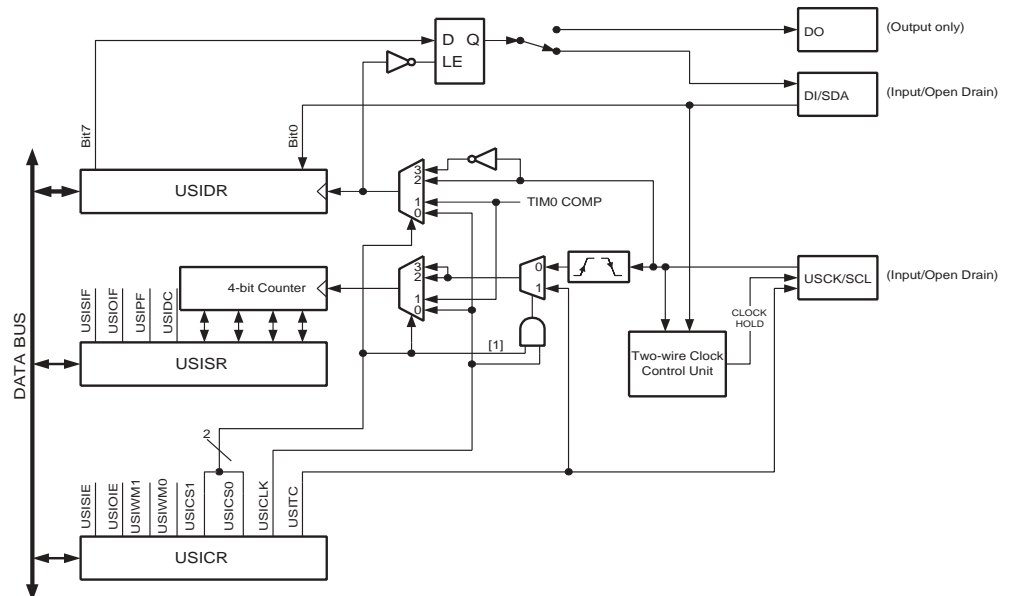 D Q
LE
DO
(Output only)
DI/SDA
(Input/Open Drain)
Bit7
Bit0
USIDR
3
2
1
0
TIM0 COMP
DATA BUS
USISIF
USIOIF
USIPF
USIDC
4-bit Counter
USISR
3
2
1
0
0
1
[1]
USCK/SCL
(Input/Open Drain)
CLOCK
HOLD
Two-wire Clock
Control Unit
2
USISIE
USIOIE
USIWM1
USIWM0
USICS1
USICS0
USICLK
USITC
USICR